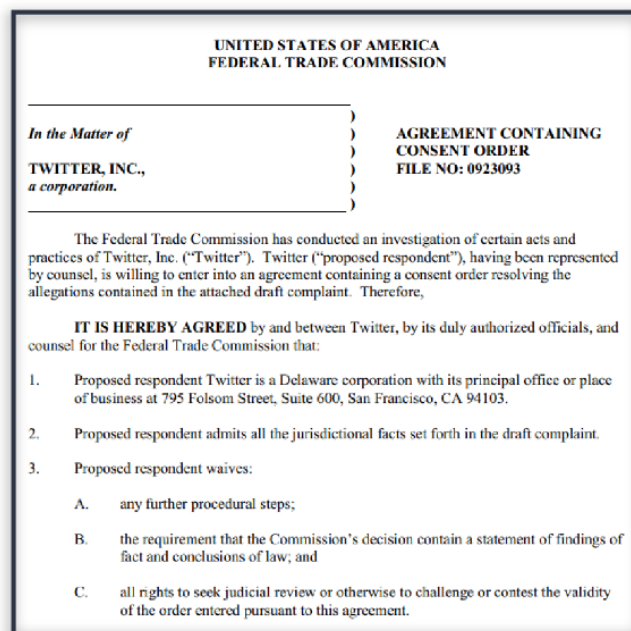 UNITED STATES OF AMERICA
FEDERAL TRADE COMMISSION
)
In the Matter of ) AGREEMENT CONTAINING
) CONSENT ORDER
TWITTER, INC., ) FILE NO: 0923093
a corporation. )
)
The Federal Trade Commission has conducted an investigation of certain acts and
practices of Twitter, Inc. (“Twitter”). Twitter (“proposed respondent”), having been represented
by counsel, is willing to enter into an agreement containing a consent order resolving the
allegations contained in the attached draft complaint. Therefore,
IT IS HEREBY AGREED by and between Twitter, by its duly authorized officials, and
counsel for the Federal Trade Commission that:
1. Proposed respondent Twitter is a Delaware corporation with its principal office or place
of business at 795 Folsom Street, Suite 600, San Francisco, CA 94103.
2. Proposed respondent admits all the jurisdictional facts set forth in the draft complaint.
3. Proposed respondent waives:
A. any further procedural steps;
B. the requirement that the Commission’s decision contain a statement of findings of
fact and conclusions of law; and
C. all rights to seek judicial review or otherwise to challenge or contest the validity
of the order entered pursuant to this agreement.